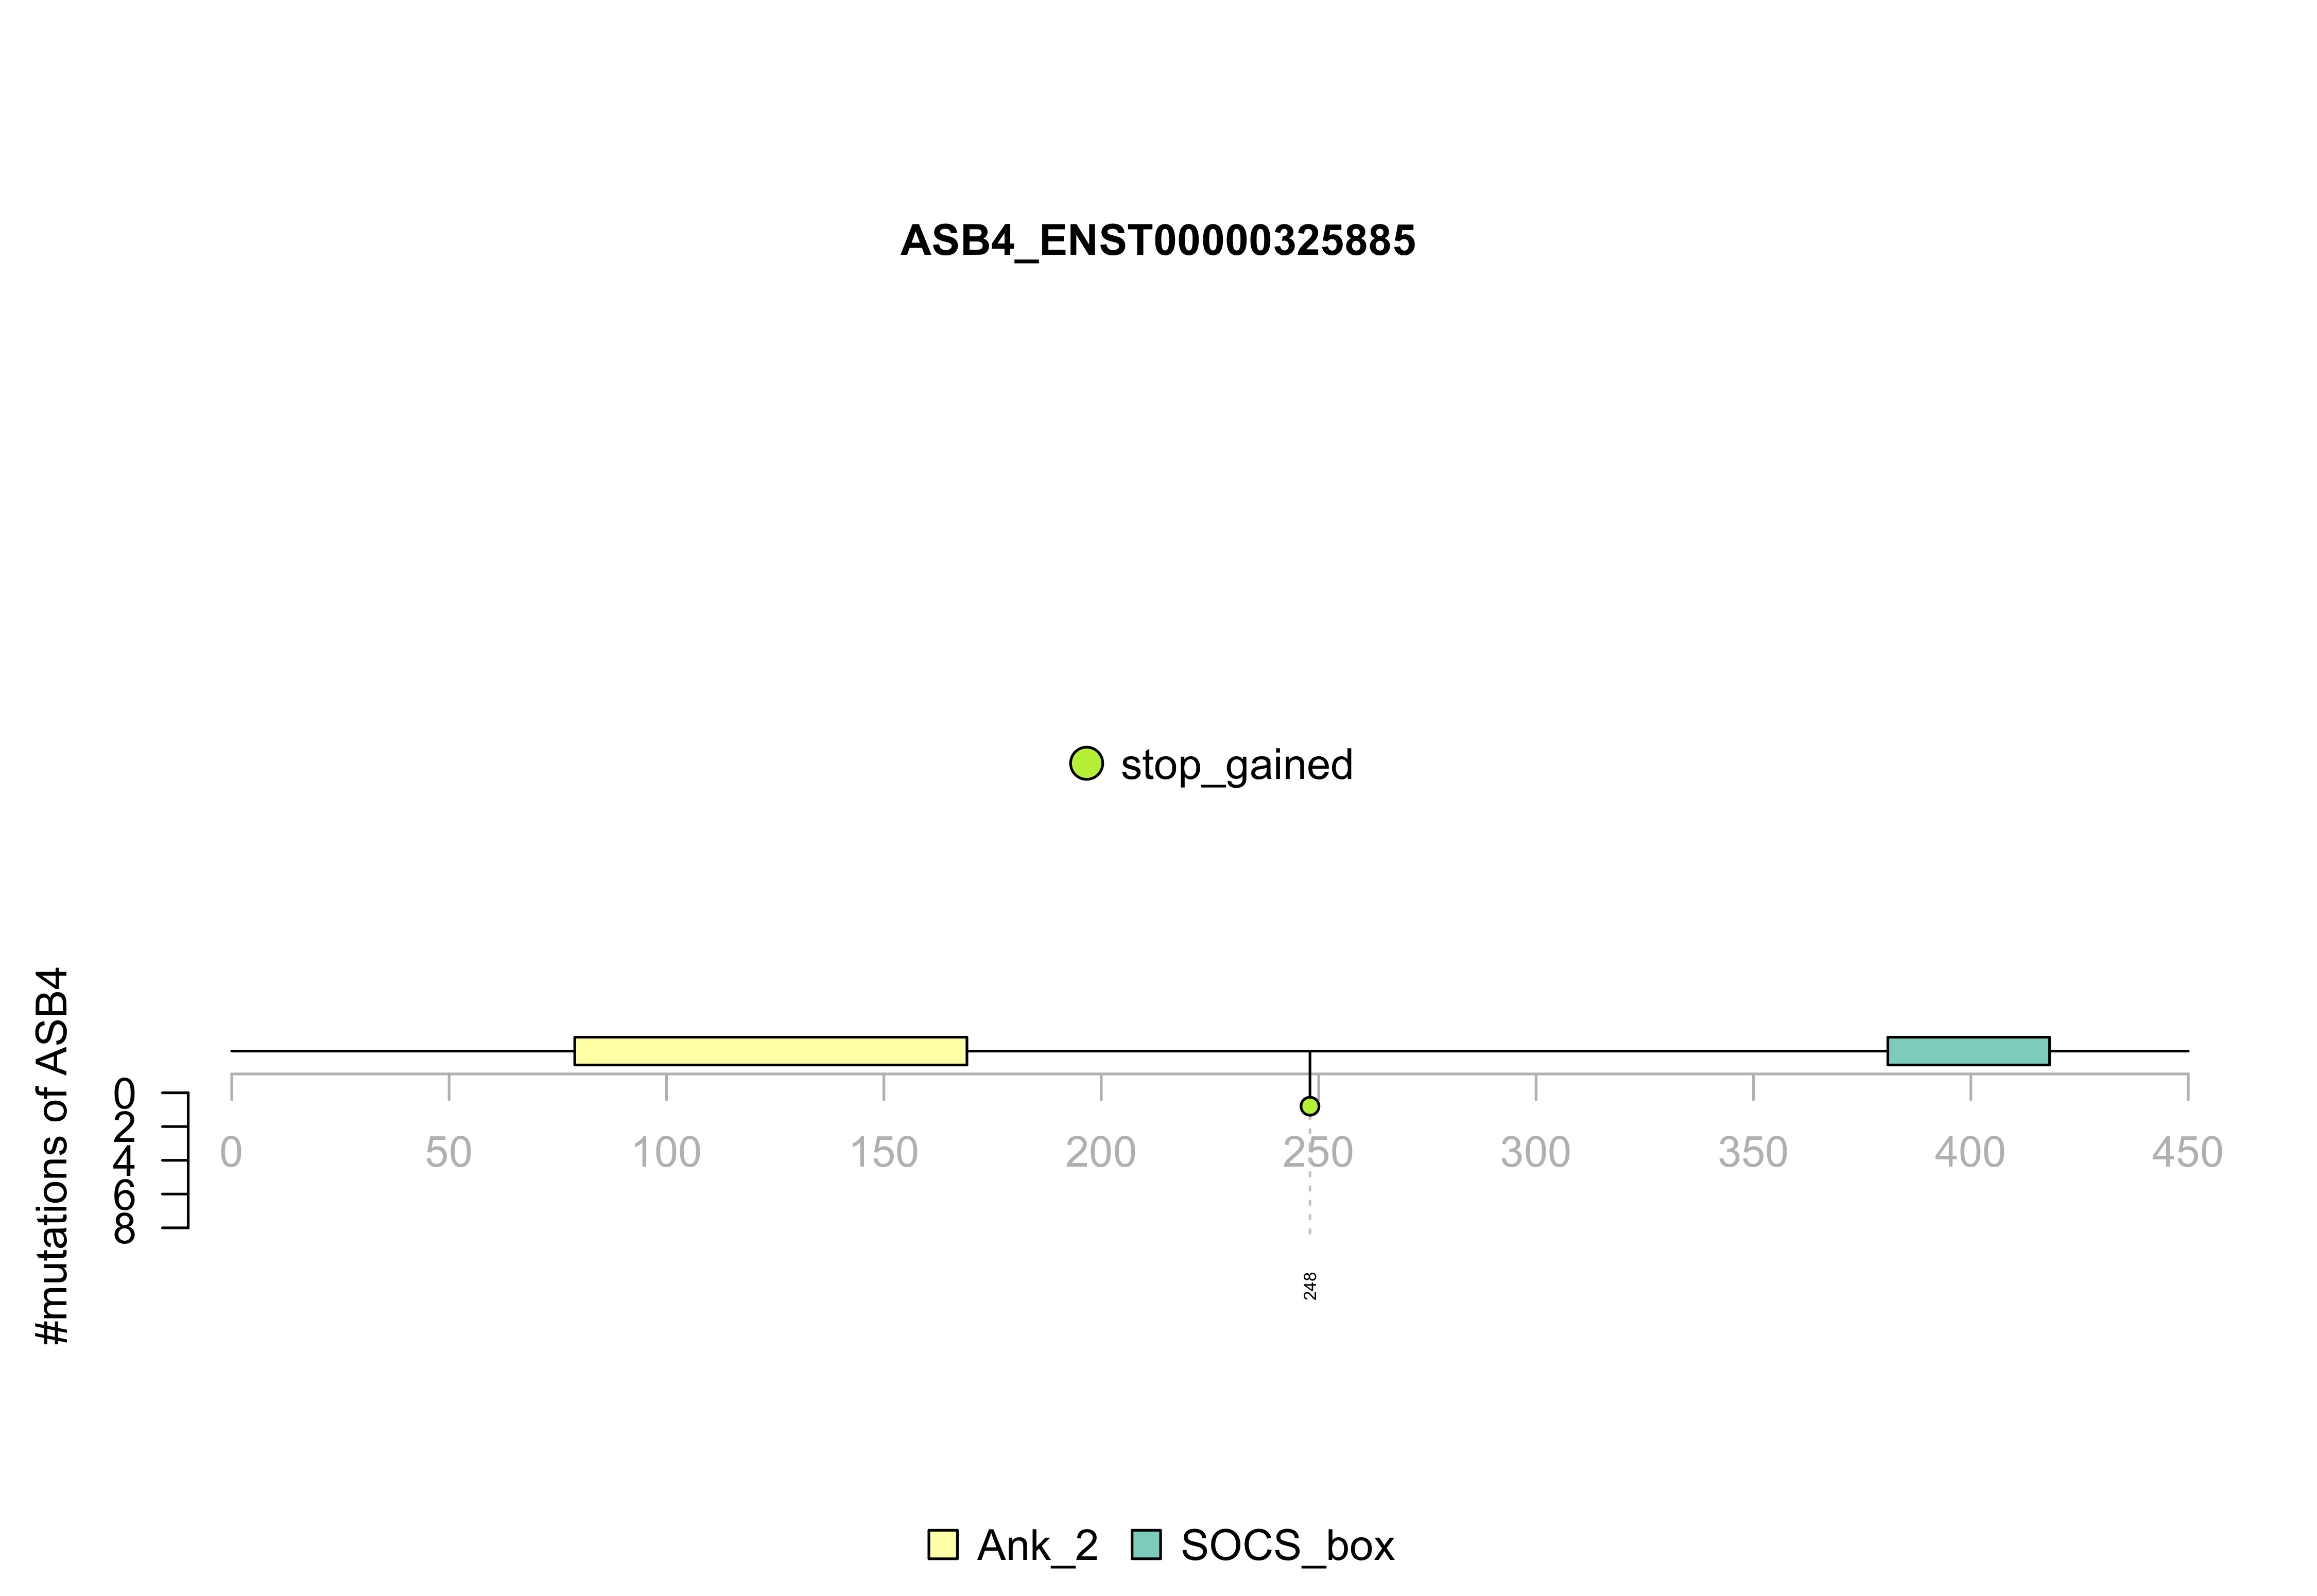 ASB4_ENST00000325885
stop_gained
#mutations of ASB4
0
2
4
6
8
0 50 100 150 200 250 300 350 400 450
248
Ank_2 SOCS_box